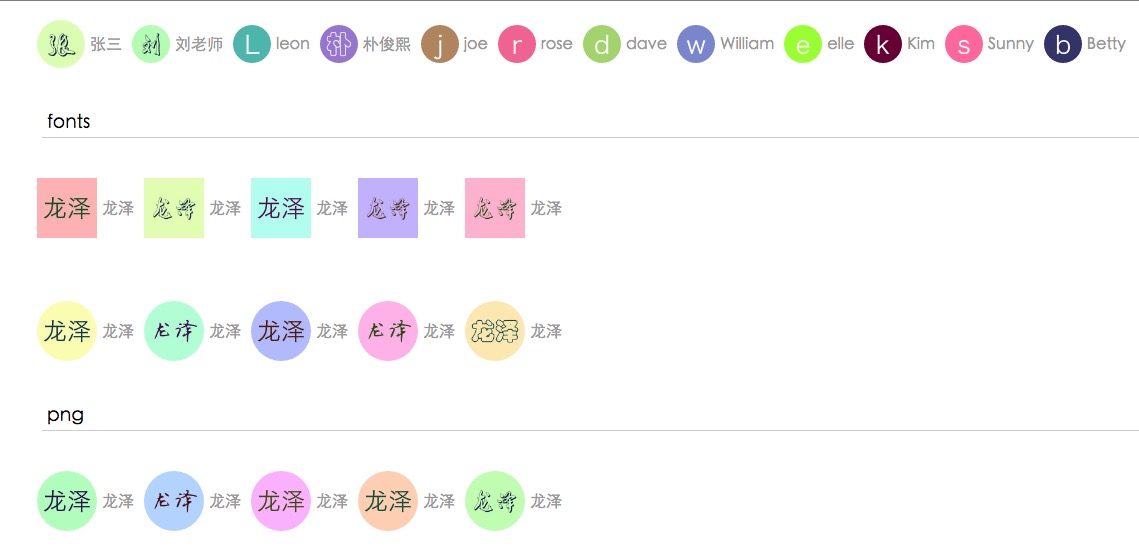 张 张三 刘 刘老师 L leon 朴 朴俊熙 j joe r rose d dave w William e elle k Kim s Sunny b Betty
fonts
龙泽 龙泽 龙泽 龙泽 龙泽 龙泽 龙泽 龙泽 龙泽 龙泽
龙泽 龙泽 龙泽 龙泽 龙泽 龙泽 龙泽 龙泽 龙泽 龙泽
png
龙泽 龙泽 龙泽 龙泽 龙泽 龙泽 龙泽 龙泽 龙泽 龙泽